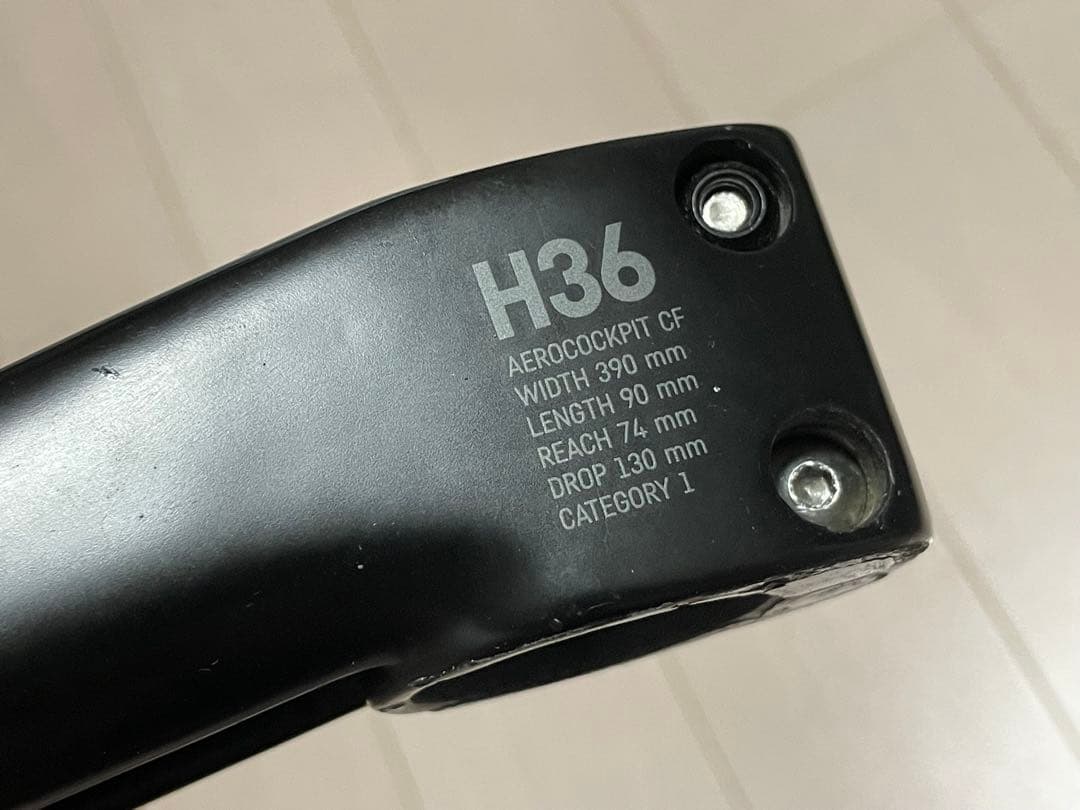 H36
AEROCOCKPIT CF
WIDTH 390 mm
LENGTH 90 mm
REACH 74 mm
DROP 130 mm
CATEGORY 1